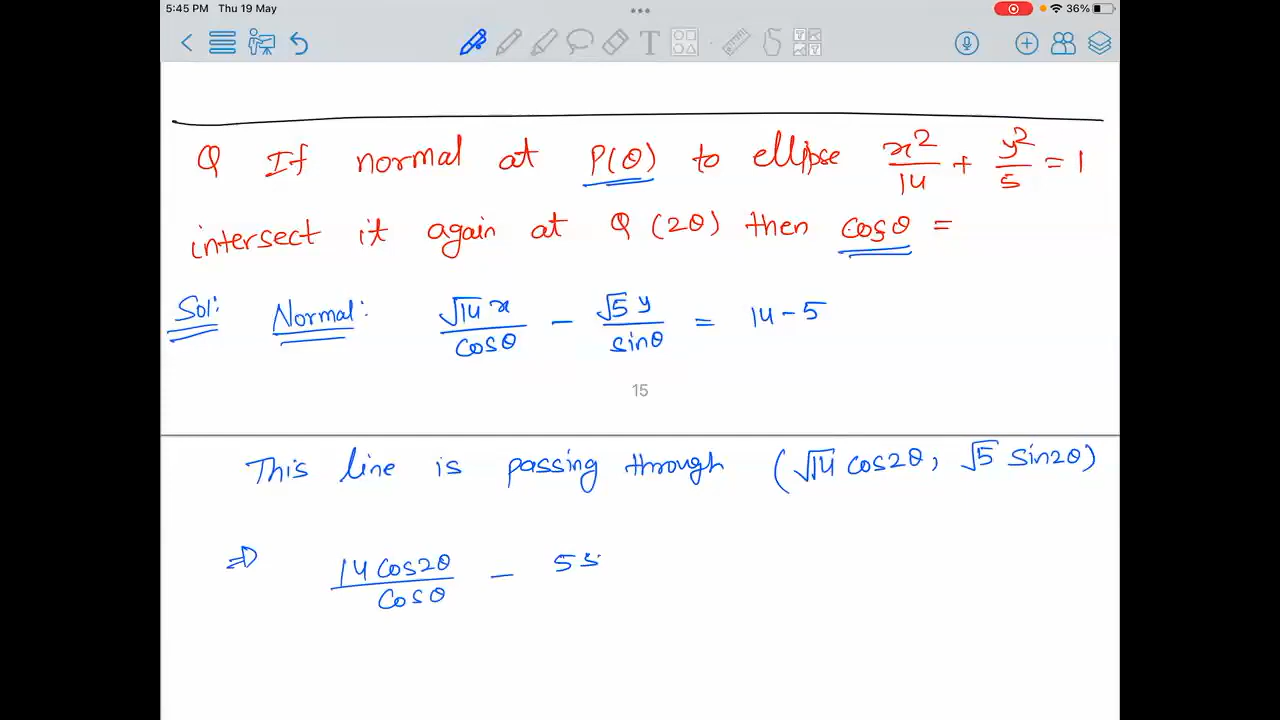 5:45 PM Thu 19 May
36%
Q If normal at P(θ) to ellipse x²/14 + y²/5 = 1
intersect it again at Q (2θ) then cosθ =
Sol: Normal: √14 x/cosθ − √5 y/sinθ = 14 − 5
15
This line is passing through (√14 cos2θ, √5 sin2θ)
⇒ 14 cos2θ/cosθ − 5s